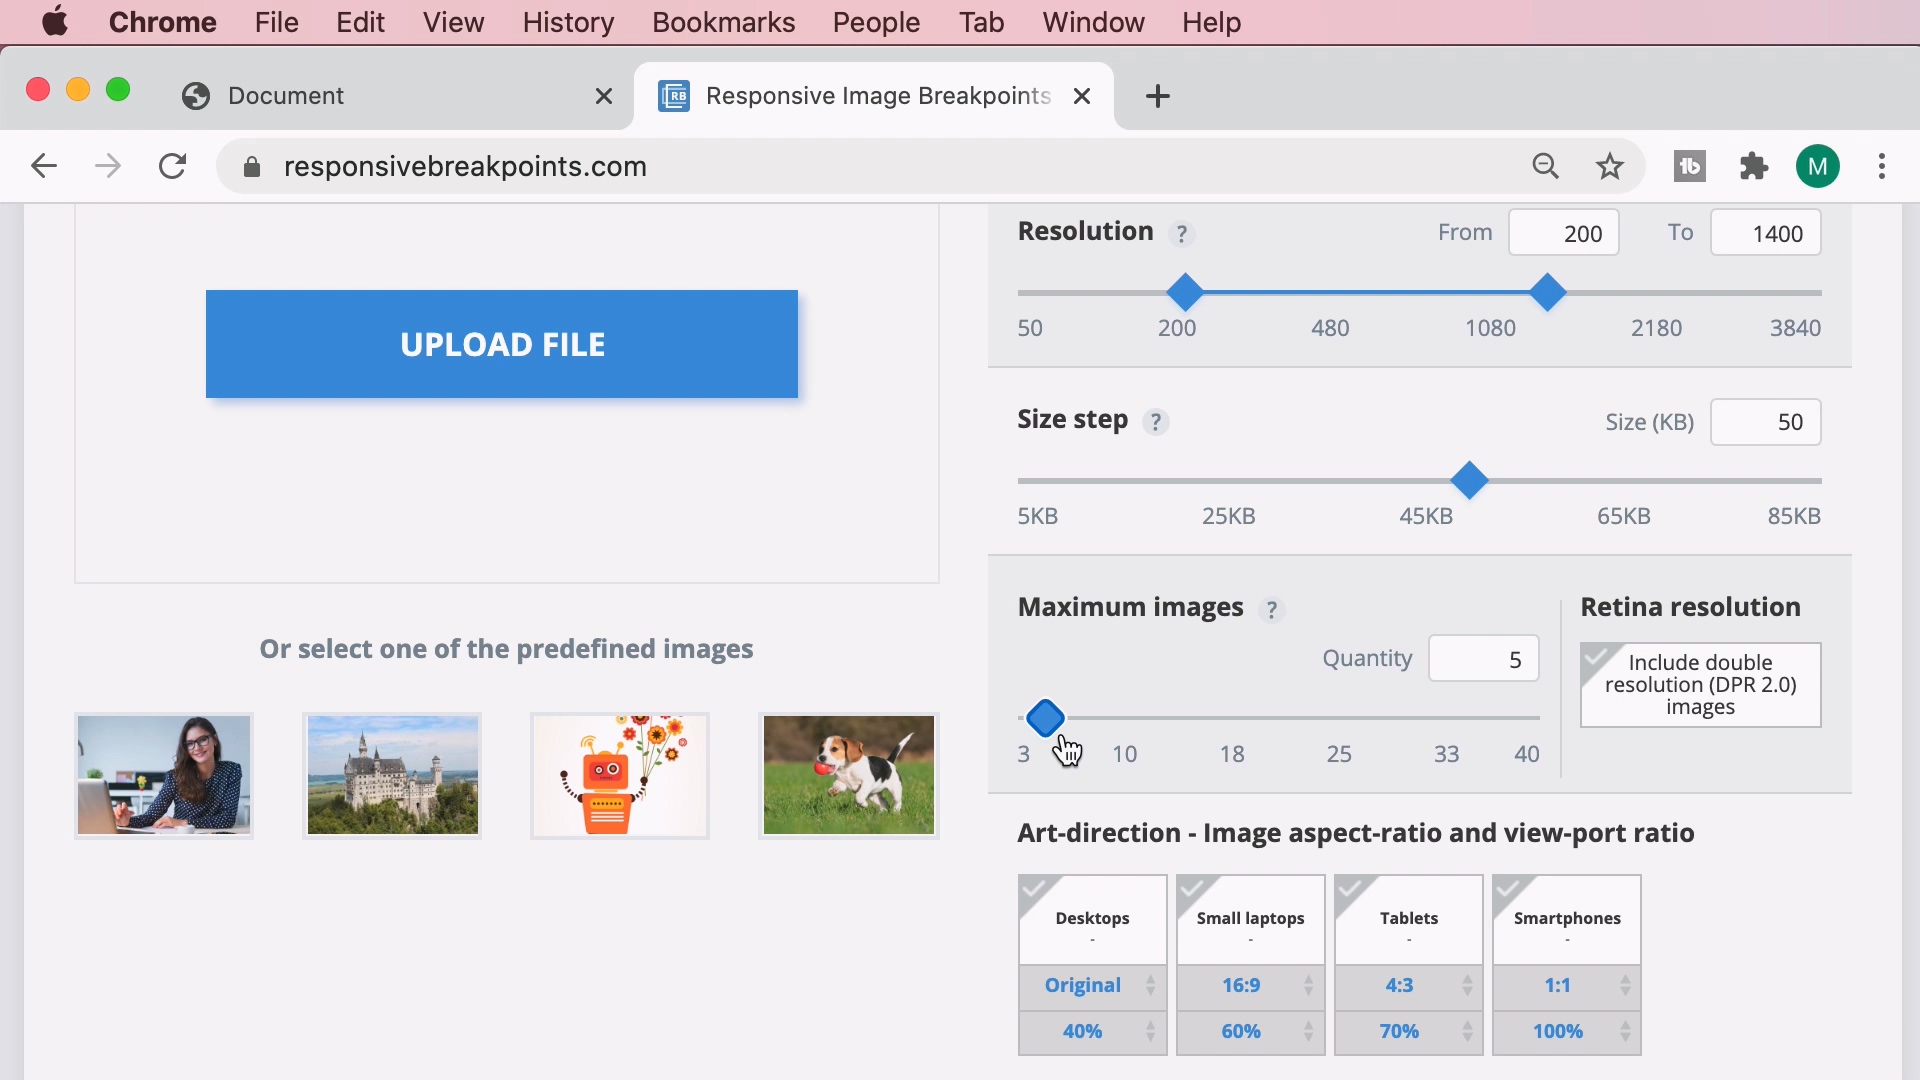 Chrome File Edit View History Bookmarks People Tab Window Help
Document
RB Responsive Image Breakpoints
responsivebreakpoints.com
tb
M
Resolution ? From 200 To 1400
50 200 480 1080 2180 3840
UPLOAD FILE
Size step ? Size (KB) 50
5KB 25KB 45KB 65KB 85KB
Maximum images ?
Quantity 5
3 10 18 25 33 40
Retina resolution
Include double
resolution (DPR 2.0)
images
Or select one of the predefined images
Art-direction - Image aspect-ratio and view-port ratio
Desktops Small laptops Tablets Smartphones
- - - -
Original 16:9 4:3 1:1
40% 60% 70% 100%